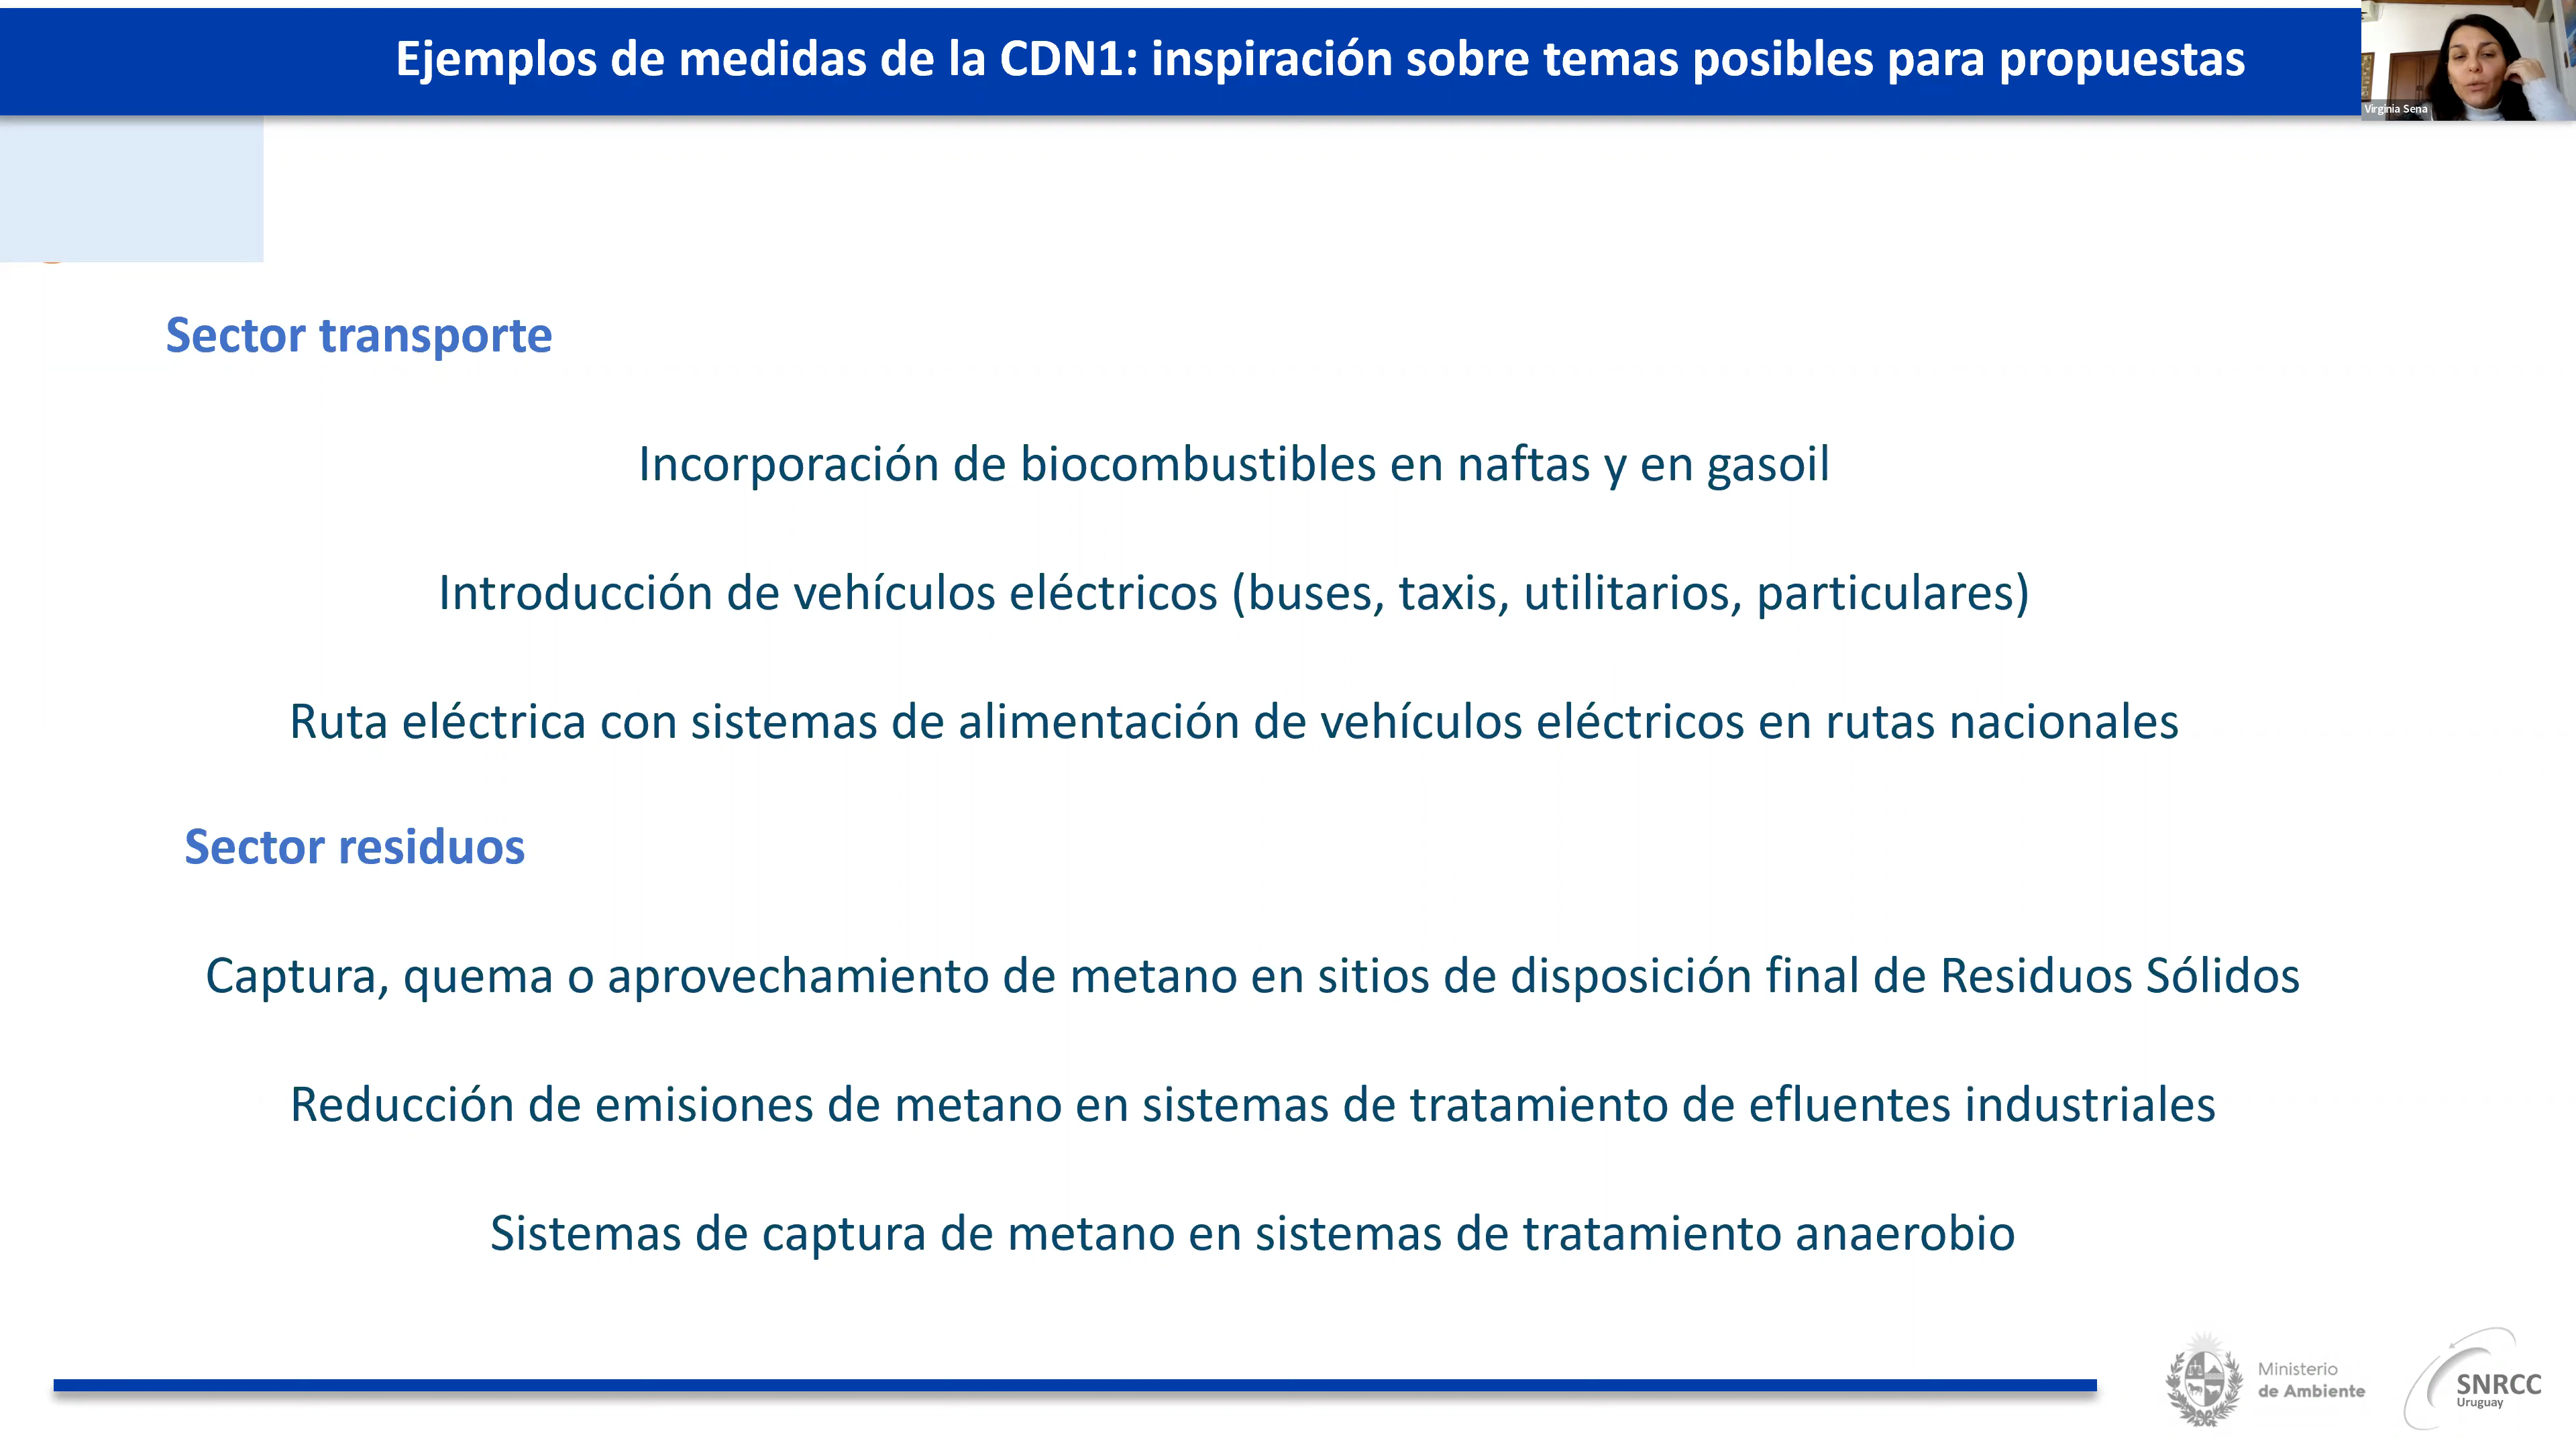 Ejemplos de medidas de la CDN1: inspiración sobre temas posibles para propuestas
Virginia Sena
Sector transporte
Incorporación de biocombustibles en naftas y en gasoil
Introducción de vehículos eléctricos (buses, taxis, utilitarios, particulares)
Ruta eléctrica con sistemas de alimentación de vehículos eléctricos en rutas nacionales
Sector residuos
Captura, quema o aprovechamiento de metano en sitios de disposición final de Residuos Sólidos
Reducción de emisiones de metano en sistemas de tratamiento de efluentes industriales
Sistemas de captura de metano en sistemas de tratamiento anaerobio
Ministerio
de Ambiente
SNRCC
Uruguay